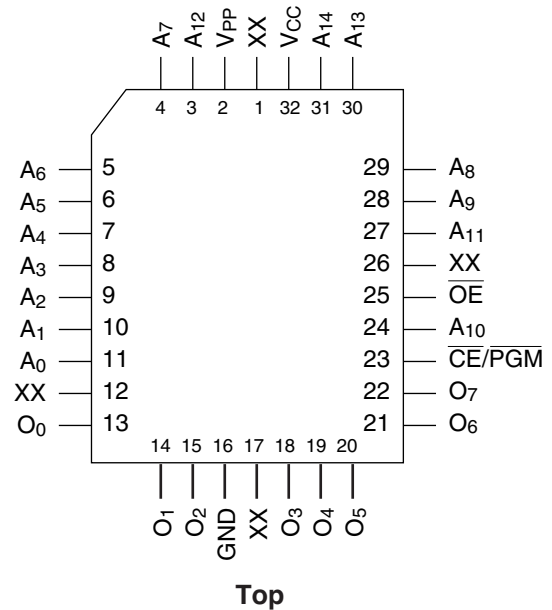 A7 A12 VPP XX VCC A14 A13
4 3 2 1 32 31 30
A6 5 29 A8
A5 6 28 A9
A4 7 27 A11
A3 8 26 XX
A2 9 25 OE
A1 10 24 A10
A0 11 23 CE/PGM
XX 12 22 O7
O0 13 21 O6
14 15 16 17 18 19 20
O1 O2 GND XX O3 O4 O5
Top